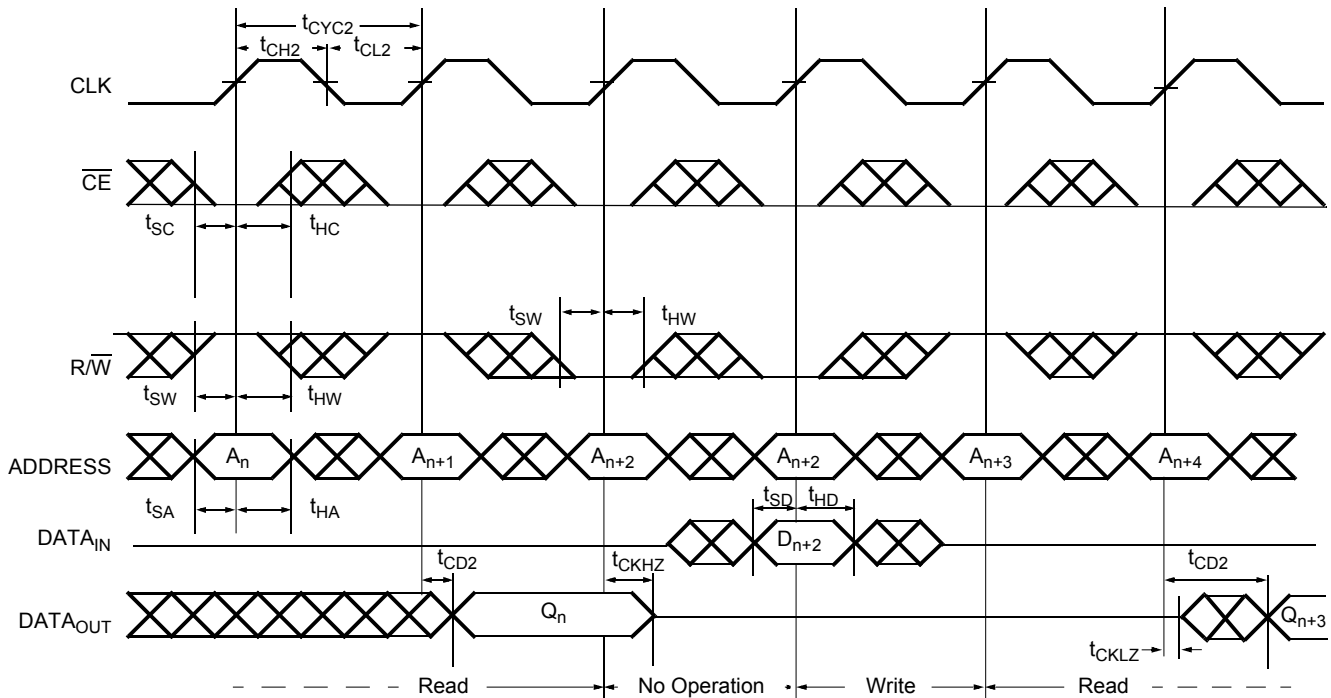 tCYC2
tCH2 tCL2
CLK
CE
tSC tHC
tSW tHW
R/W
tSW tHW
ADDRESS An An+1 An+2 An+2 An+3 An+4
tSA tHA tSD tHD
DATAIN Dn+2
tCD2 tCKHZ tCD2
DATAOUT Qn Qn+3
tCKLZ
Read No Operation Write Read